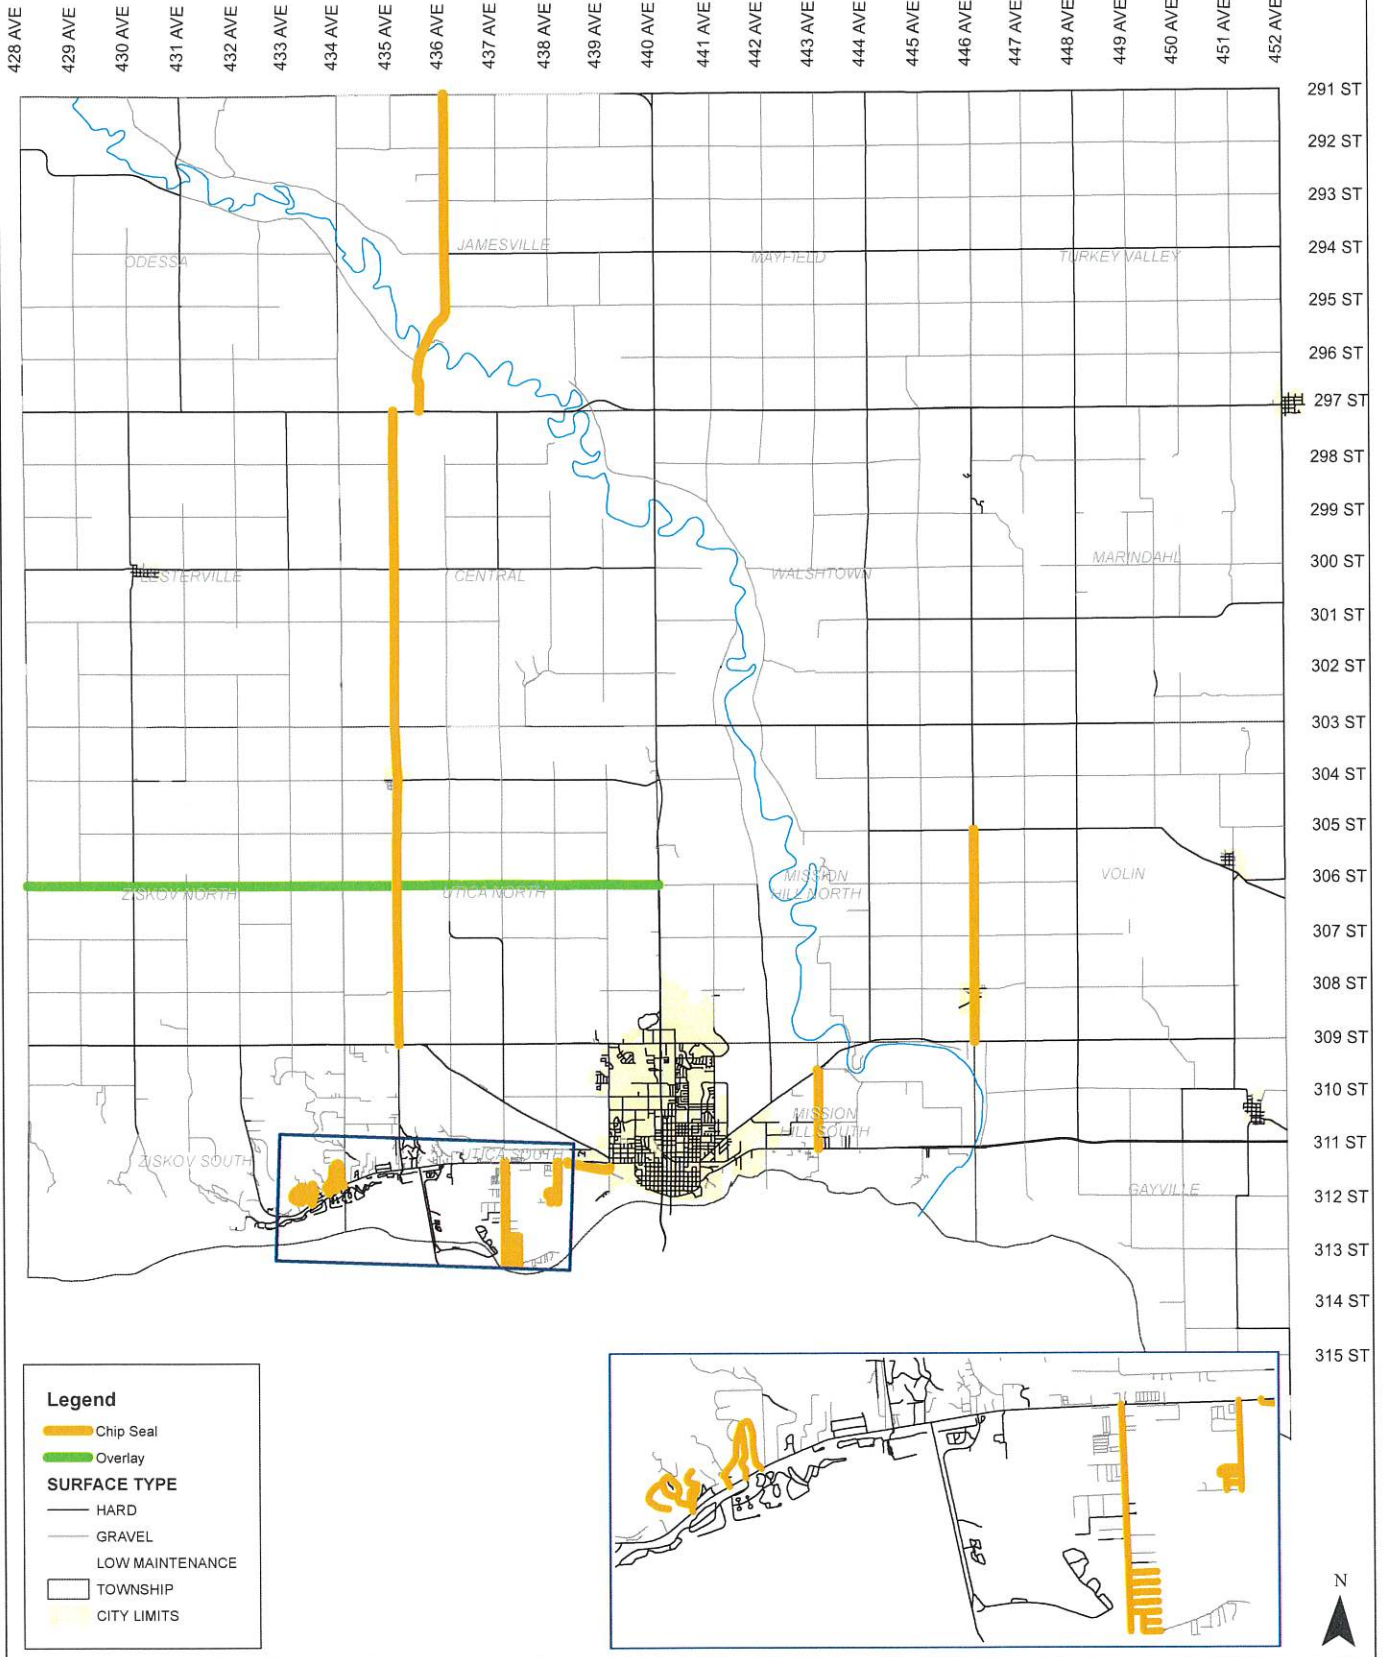 428 AVE
429 AVE
430 AVE
431 AVE
432 AVE
433 AVE
434 AVE
435 AVE
436 AVE
437 AVE
438 AVE
439 AVE
440 AVE
441 AVE
442 AVE
443 AVE
444 AVE
445 AVE
446 AVE
447 AVE
448 AVE
449 AVE
450 AVE
451 AVE
452 AVE
291 ST
292 ST
293 ST
294 ST
295 ST
296 ST
297 ST
298 ST
299 ST
300 ST
301 ST
302 ST
303 ST
304 ST
305 ST
306 ST
307 ST
308 ST
309 ST
310 ST
311 ST
312 ST
313 ST
314 ST
315 ST
ODESSA
JAMESVILLE
MAYFIELD
TURKEY VALLEY
LESTERVILLE
CENTRAL
WALSHTOWN
MARINDAHL
ZISKOV NORTH
UTICA NORTH
MISSION
HILL NORTH
VOLIN
ZISKOV SOUTH
UTICA SOUTH
MISSION
HILL SOUTH
GAYVILLE
Legend
Chip Seal
Overlay
SURFACE TYPE
HARD
GRAVEL
LOW MAINTENANCE
TOWNSHIP
CITY LIMITS
N